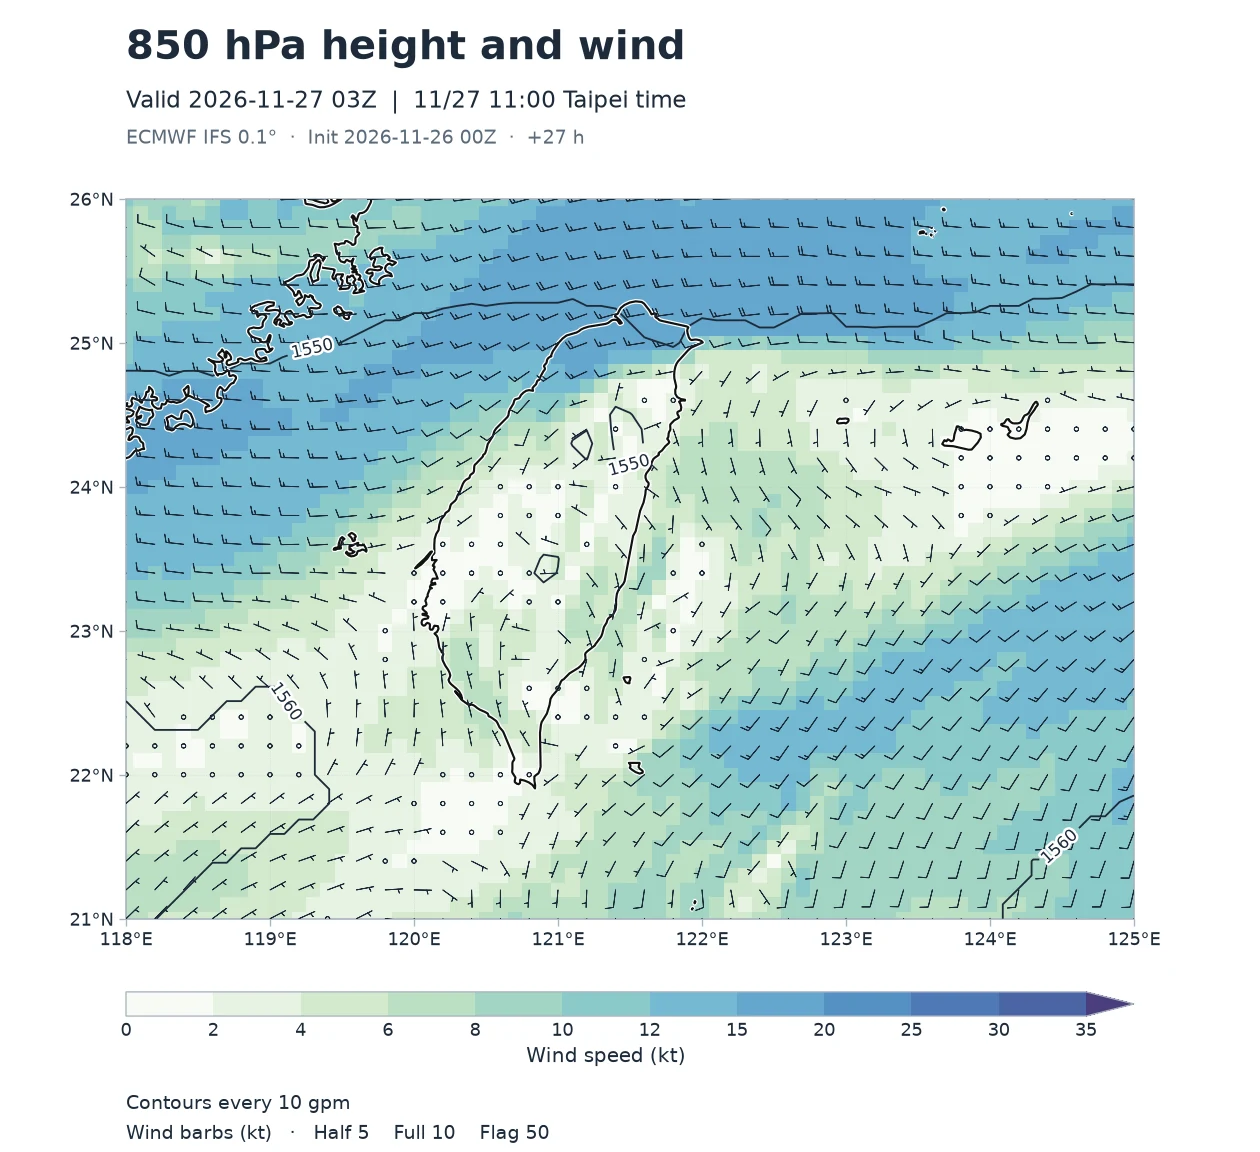 850 hPa height and wind
Valid 2026-11-27 03Z | 11/27 11:00 Taipei time
ECMWF IFS 0.1° · Init 2026-11-26 00Z · +27 h
26°N
25°N
24°N
23°N
22°N
21°N
1550
1550
1560
1560
118°E 119°E 120°E 121°E 122°E 123°E 124°E 125°E
0 2 4 6 8 10 12 15 20 25 30 35
Wind speed (kt)
Contours every 10 gpm
Wind barbs (kt) · Half 5 Full 10 Flag 50